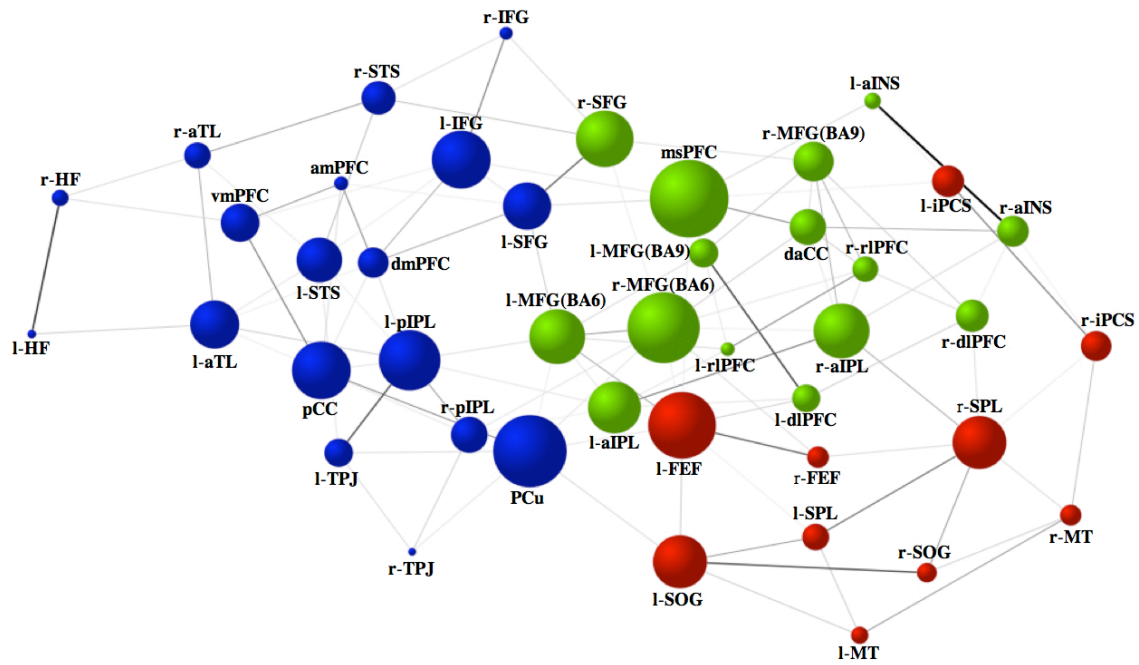 r-IFG
r-STS
l-aINS
r-SFG
l-IFG
r-aTL
r-MFG(BA9)
msPFC
amPFC
r-HF
vmPFC
l-iPCS
r-aINS
l-SFG
l-MFG(BA9)
daCC
r-rlPFC
dmPFC
l-STS
r-MFG(BA6)
l-MFG(BA6)
l-pIPL
r-iPCS
r-dlPFC
l-HF
l-aTL
l-rlPFC
r-aIPL
pCC
r-pIPL
r-SPL
l-dlPFC
l-aIPL
l-FEF
l-TPJ
r-FEF
PCu
l-SPL
r-MT
r-SOG
r-TPJ
l-SOG
l-MT